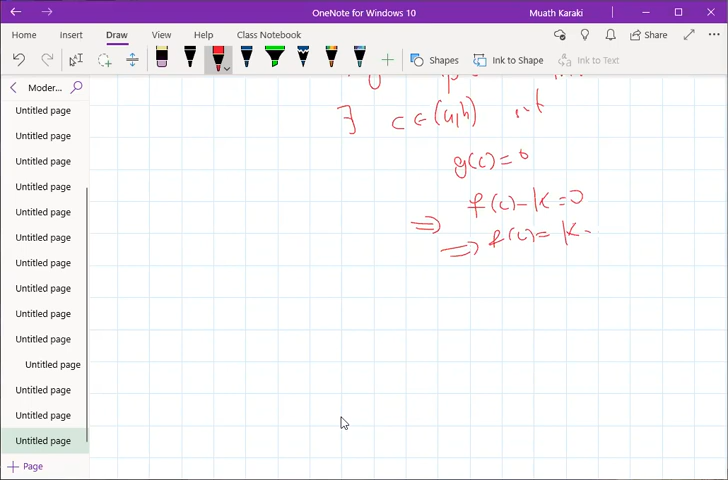 OneNote for Windows 10
Muath Karaki
Home Insert Draw View Help Class Notebook Share
Shapes Ink to Shape Ink to Text
Moder...
Untitled page
Untitled page
Untitled page
Untitled page
Untitled page
Untitled page
Untitled page
Untitled page
Untitled page
Untitled page
Untitled page
Untitled page
Untitled page
Untitled page
+ Page
∃ c ∈ (a,b)
g(c) = 0
⇒ f(c) - K = 0
⇒ f(c) = K.